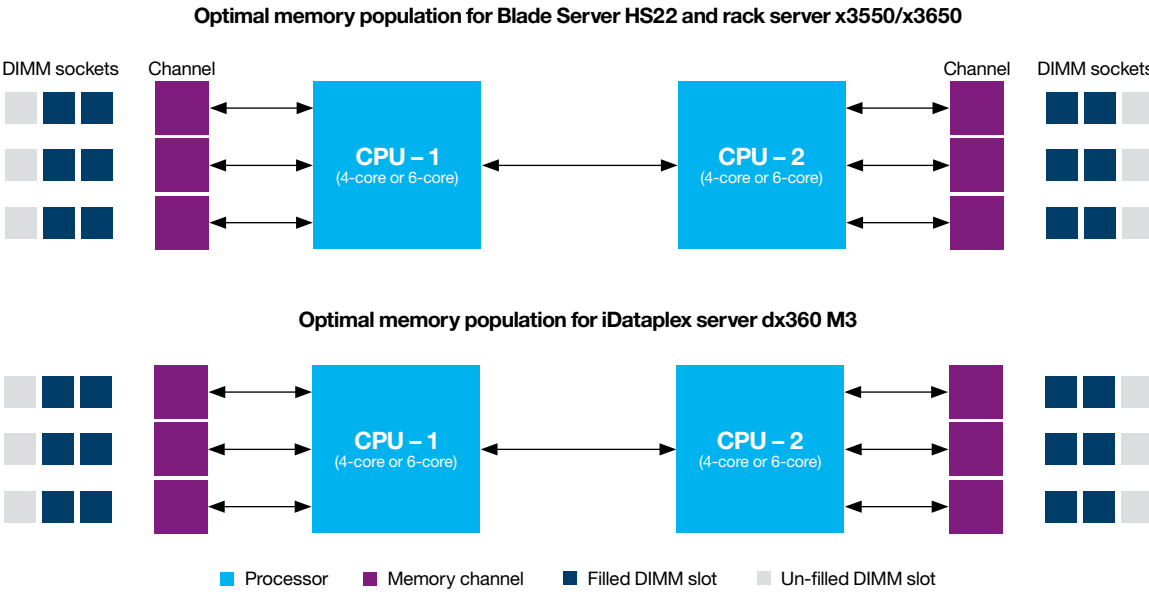 Optimal memory population for Blade Server HS22 and rack server x3550/x3650
DIMM sockets
Channel
Channel
DIMM sockets
CPU – 1
(4-core or 6-core)
CPU – 2
(4-core or 6-core)
Optimal memory population for iDataplex server dx360 M3
CPU – 1
(4-core or 6-core)
CPU – 2
(4-core or 6-core)
Processor
Memory channel
Filled DIMM slot
Un-filled DIMM slot